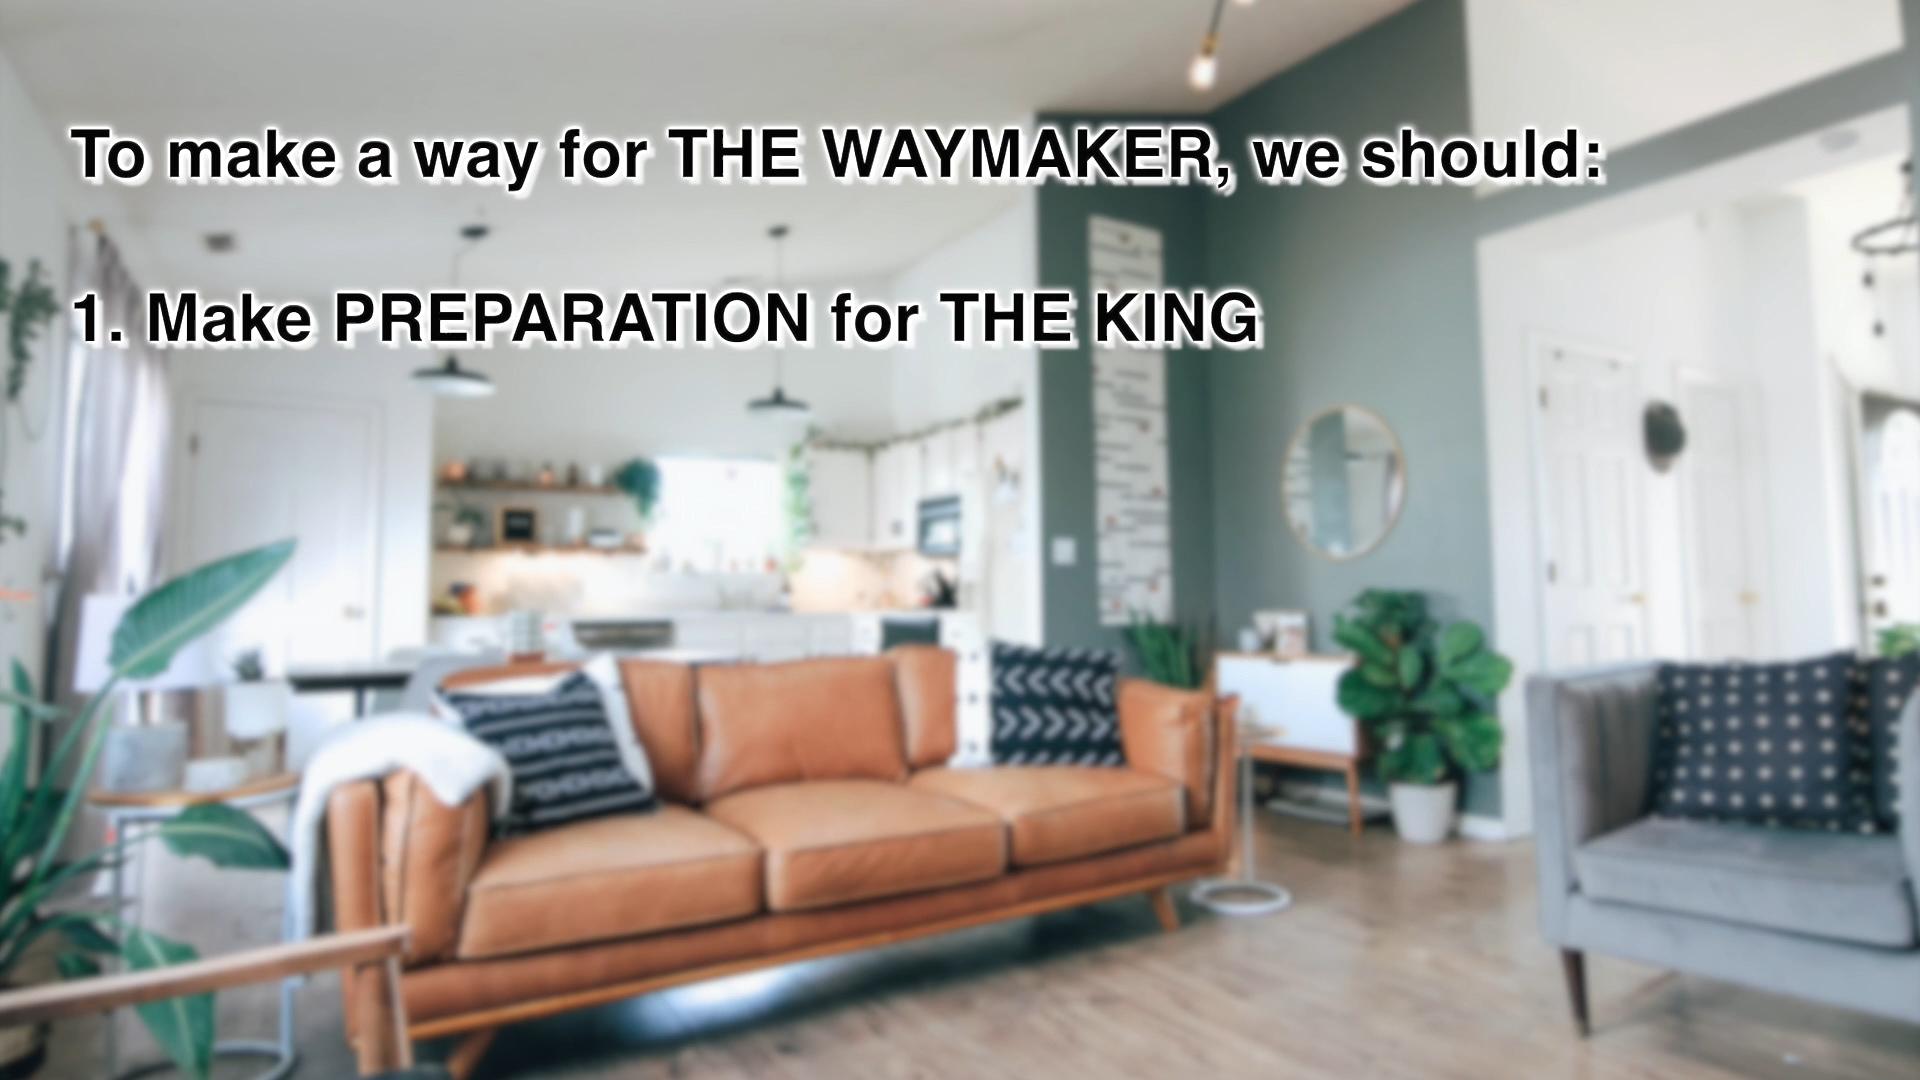 To make a way for THE WAYMAKER, we should:
1. Make PREPARATION for THE KING